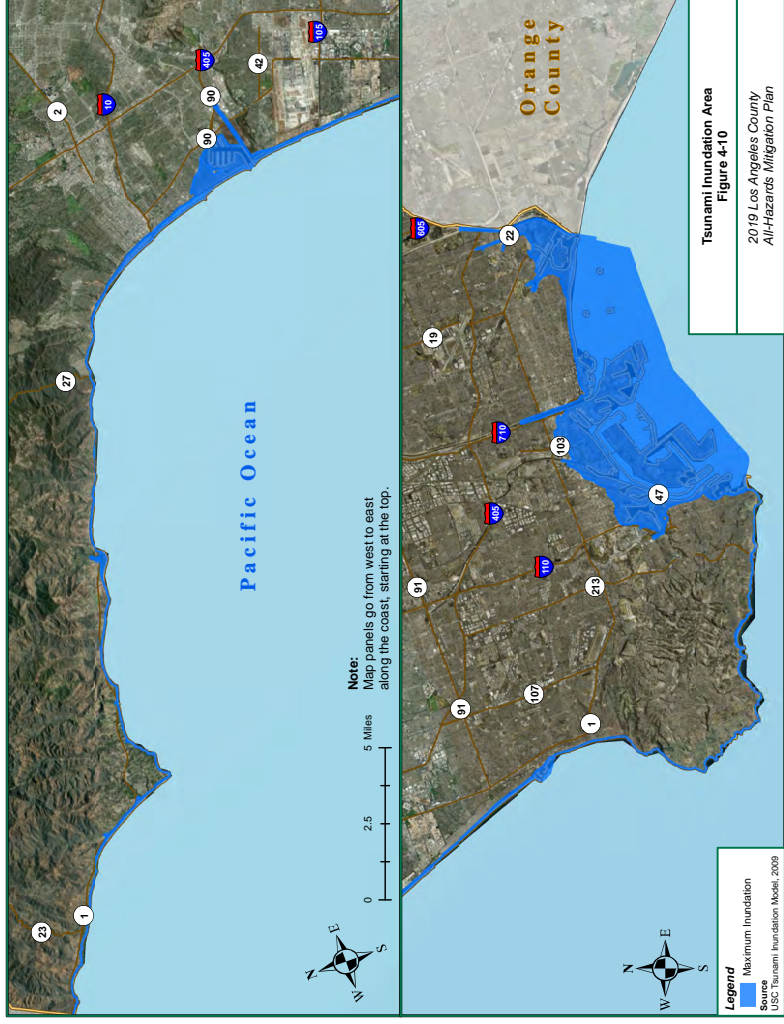 23
1
27
2
10
405
90
90
42
105
Pacific Ocean
Note:
Map panels go from west to east
along the coast, starting at the top.
0 2.5 5 Miles
N
W E
S
91
91
107
1
213
110
405
47
103
710
19
605
22
Orange
County
N
W E
S
Legend
Maximum Inundation
Source
USC Tsunami Inundation Model, 2009
Tsunami Inundation Area
Figure 4-10
2019 Los Angeles County
All-Hazards Mitigation Plan